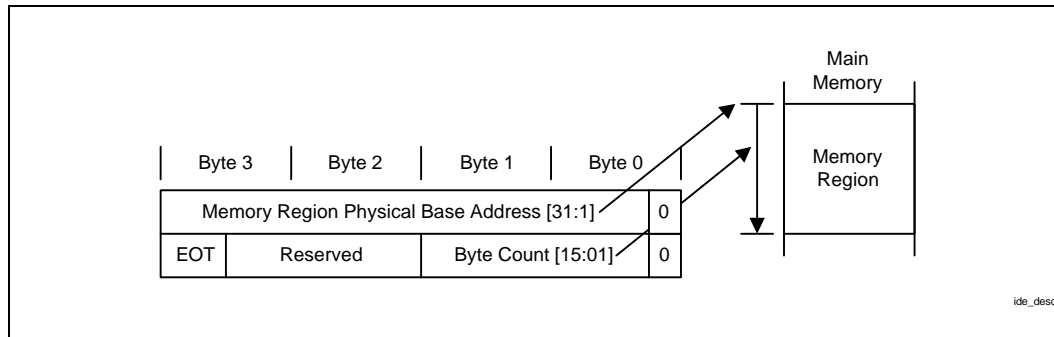 Main
Memory
Byte 3 Byte 2 Byte 1 Byte 0
Memory
Region
Memory Region Physical Base Address [31:1] 0
EOT Reserved Byte Count [15:01] 0
ide_desc